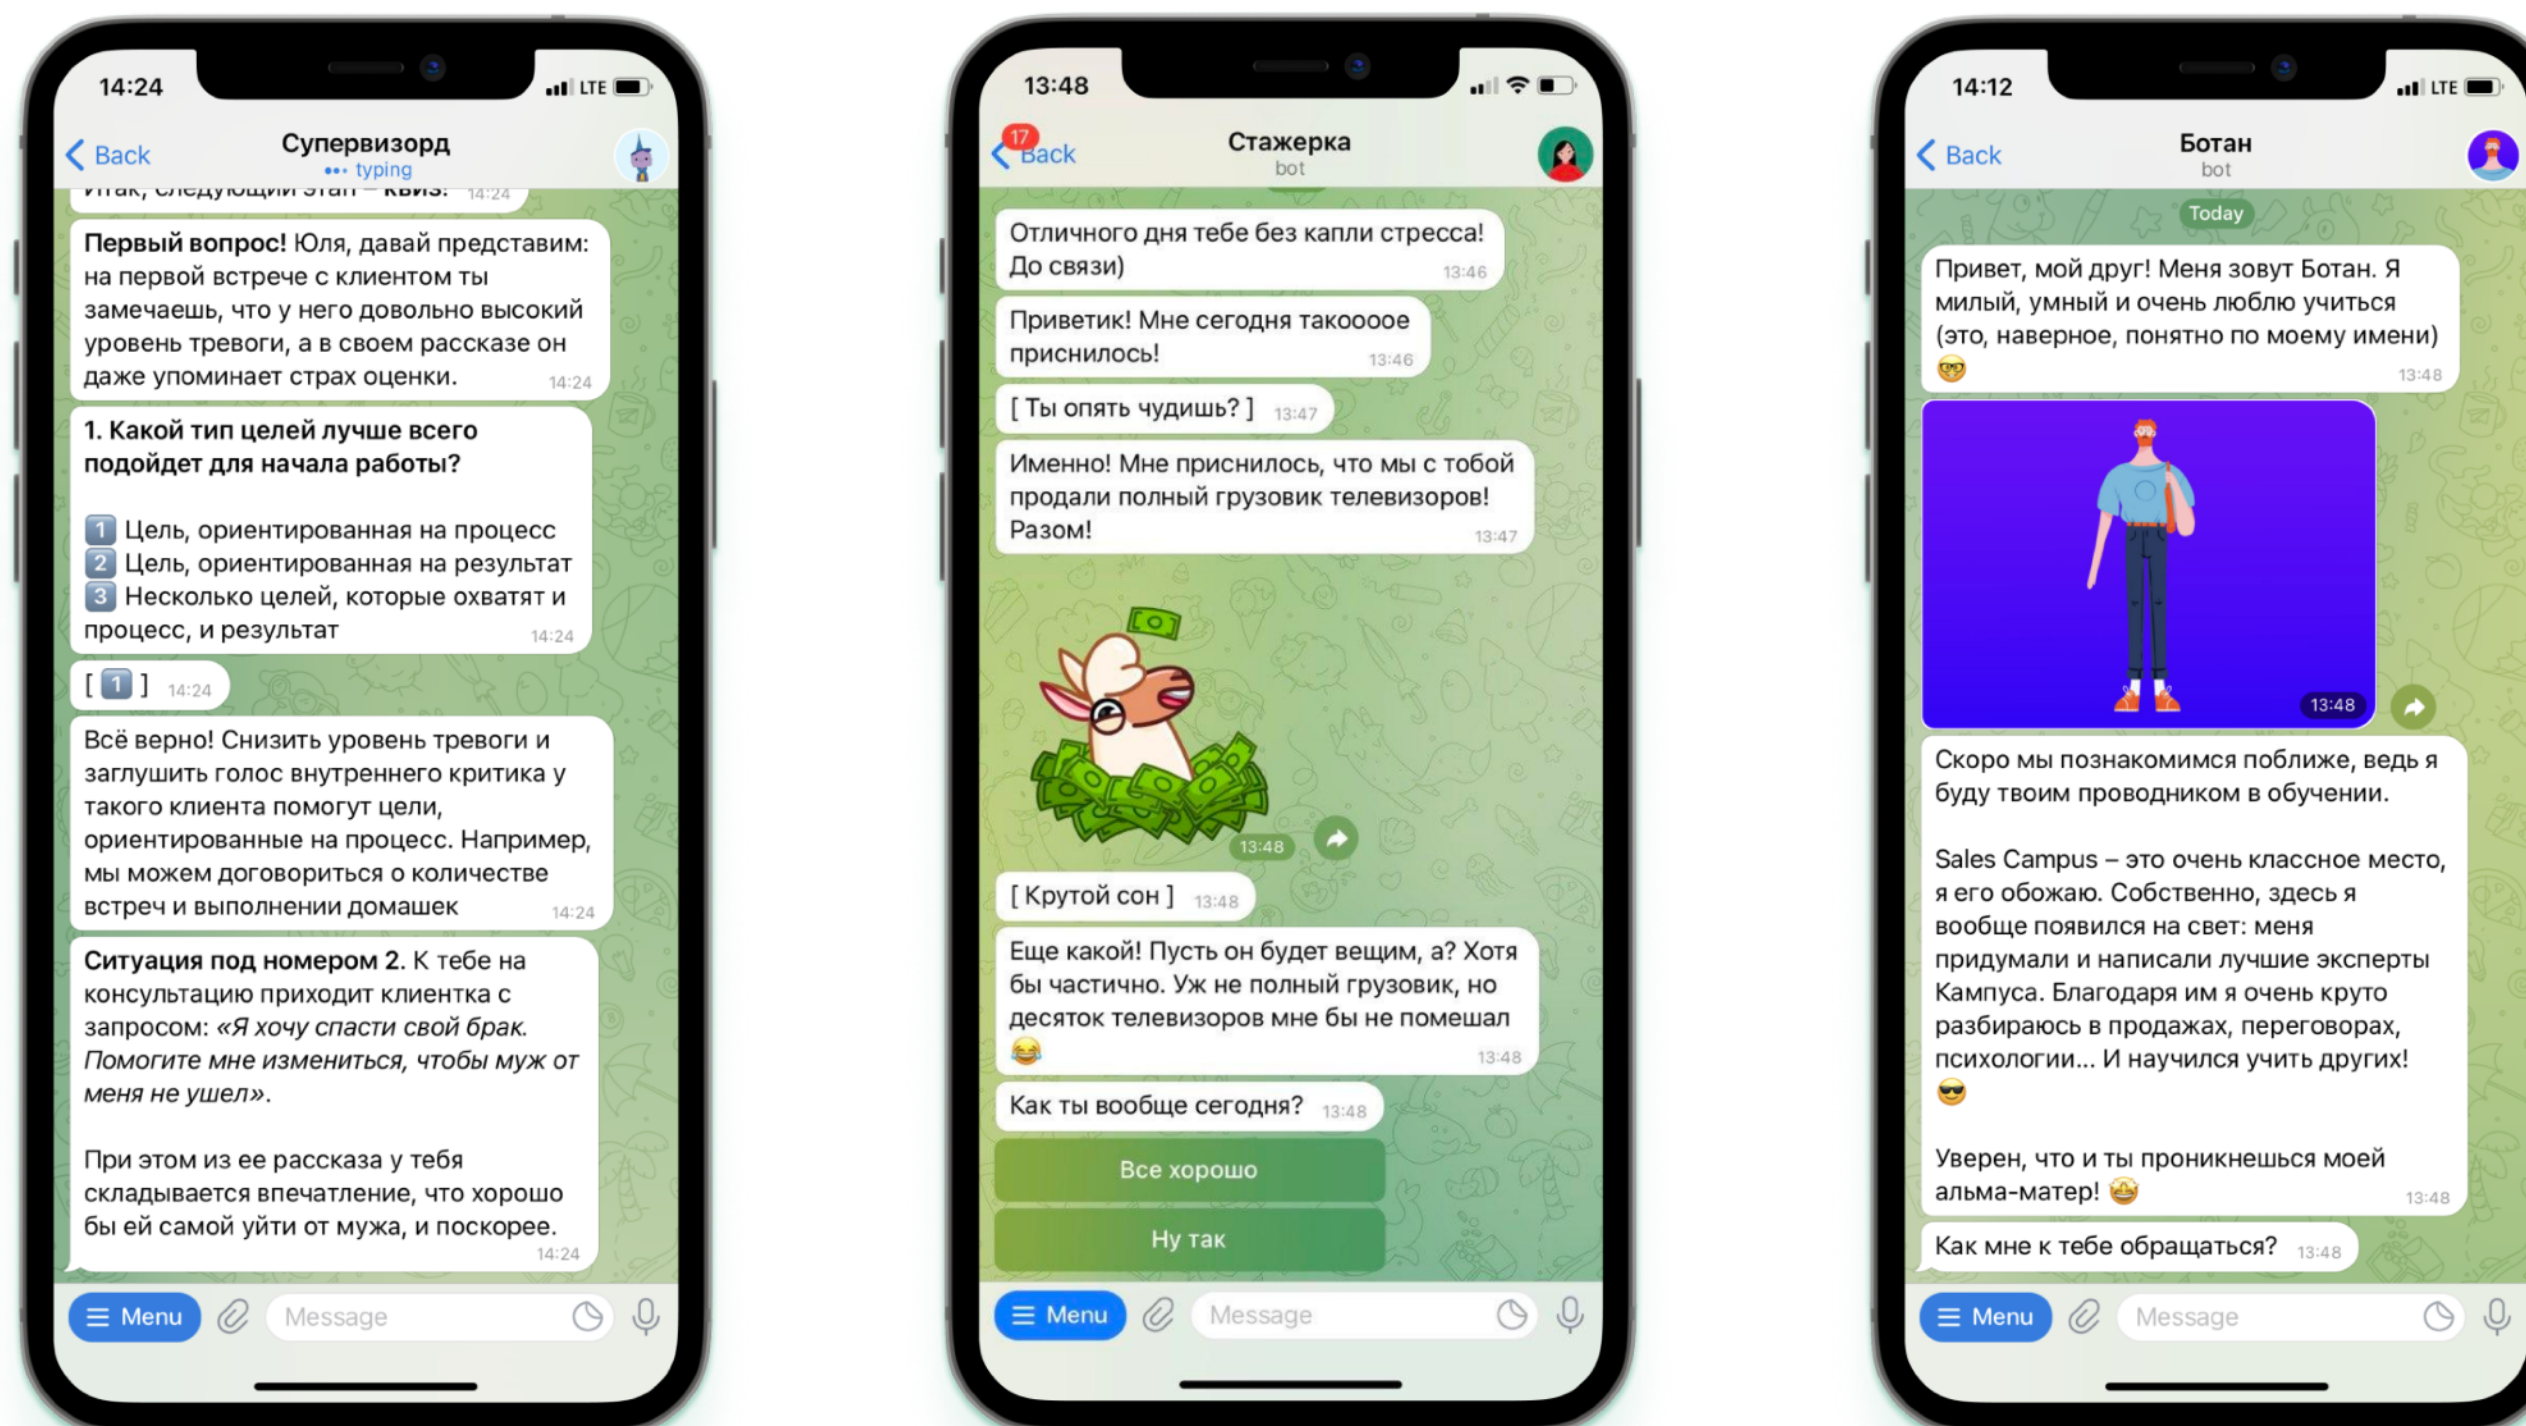 14:24
LTE
Back
Супервизорд
typing
Итак, следующий этап – квиз! 14:24
Первый вопрос! Юля, давай представим:
на первой встрече с клиентом ты
замечаешь, что у него довольно высокий
уровень тревоги, а в своем рассказе он
даже упоминает страх оценки. 14:24
1. Какой тип целей лучше всего
подойдет для начала работы?
1 Цель, ориентированная на процесс
2 Цель, ориентированная на результат
3 Несколько целей, которые охватят и
процесс, и результат 14:24
[ 1 ] 14:24
Всё верно! Снизить уровень тревоги и
заглушить голос внутреннего критика у
такого клиента помогут цели,
ориентированные на процесс. Например,
мы можем договориться о количестве
встреч и выполнении домашек 14:24
Ситуация под номером 2. К тебе на
консультацию приходит клиентка с
запросом: «Я хочу спасти свой брак.
Помогите мне измениться, чтобы муж от
меня не ушел».
При этом из ее рассказа у тебя
складывается впечатление, что хорошо
бы ей самой уйти от мужа, и поскорее.
14:24
Menu
Message
13:48
17
Back
Стажерка
bot
Отличного дня тебе без капли стресса!
До связи) 13:46
Приветик! Мне сегодня такоооое
приснилось! 13:46
[ Ты опять чудишь? ] 13:47
Именно! Мне приснилось, что мы с тобой
продали полный грузовик телевизоров!
Разом! 13:47
13:48
[ Крутой сон ] 13:48
Еще какой! Пусть он будет вещим, а? Хотя
бы частично. Уж не полный грузовик, но
десяток телевизоров мне бы не помешал
😂 13:48
Как ты вообще сегодня? 13:48
Все хорошо
Ну так
Menu
Message
14:12
LTE
Back
Ботан
bot
Today
Привет, мой друг! Меня зовут Ботан. Я
милый, умный и очень люблю учиться
(это, наверное, понятно по моему имени)
🤓 13:48
13:48
Скоро мы познакомимся поближе, ведь я
буду твоим проводником в обучении.
Sales Campus – это очень классное место,
я его обожаю. Собственно, здесь я
вообще появился на свет: меня
придумали и написали лучшие эксперты
Кампуса. Благодаря им я очень круто
разбираюсь в продажах, переговорах,
психологии... И научился учить других!
😎
Уверен, что и ты проникнешься моей
альма-матер! 🤩 13:48
Как мне к тебе обращаться? 13:48
Menu
Message